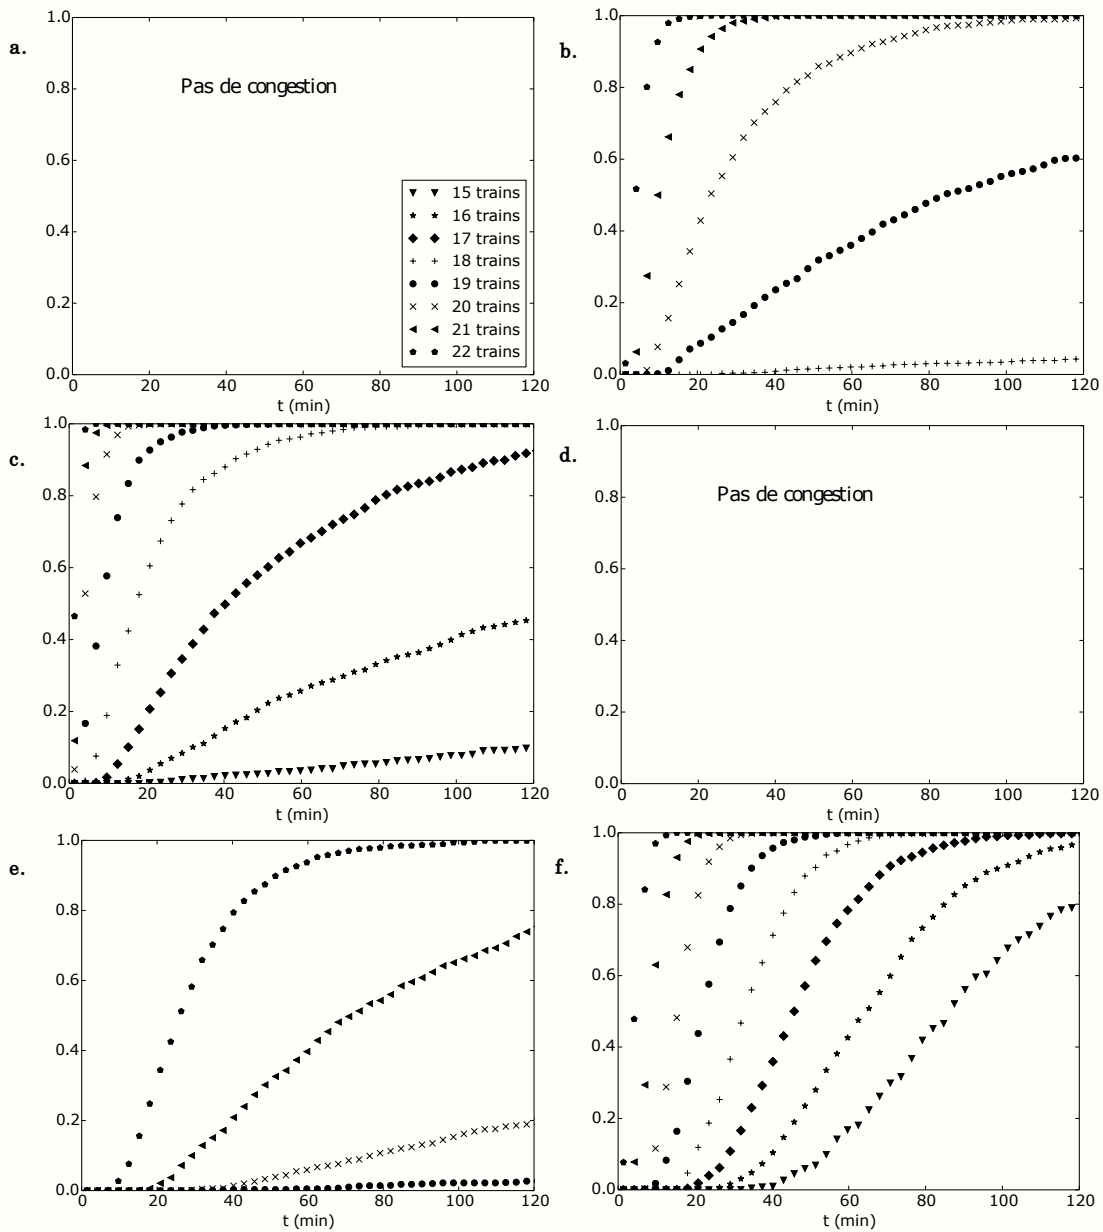 a.
1.0
0.8
0.6
0.4
0.2
0.0
Pas de congestion
15 trains
16 trains
17 trains
18 trains
19 trains
20 trains
21 trains
22 trains
0 20 40 60 80 100 120
t (min)
b.
1.0
0.8
0.6
0.4
0.2
0.0
0 20 40 60 80 100 120
t (min)
c.
1.0
0.8
0.6
0.4
0.2
0.0
0 20 40 60 80 100 120
t (min)
d.
1.0
0.8
0.6
0.4
0.2
0.0
Pas de congestion
0 20 40 60 80 100 120
t (min)
e.
1.0
0.8
0.6
0.4
0.2
0.0
0 20 40 60 80 100 120
t (min)
f.
1.0
0.8
0.6
0.4
0.2
0.0
0 20 40 60 80 100 120
t (min)